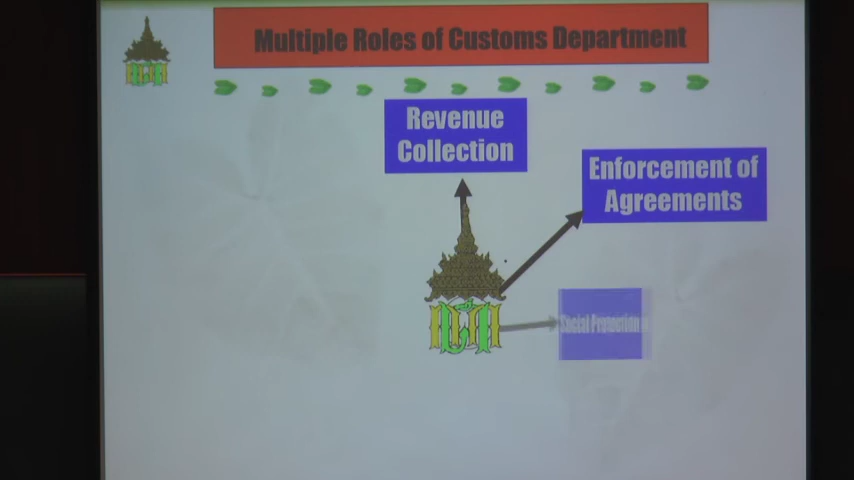 Multiple Roles of Customs Department
Revenue
Collection
Enforcement of
Agreements
Social Protection